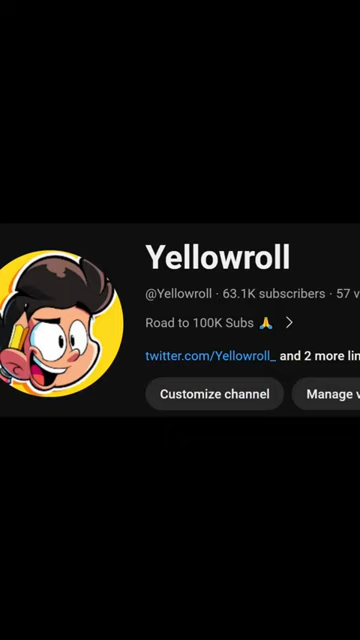 Yellowroll
@Yellowroll · 63.1K subscribers · 57 v
Road to 100K Subs 🙏 >
twitter.com/Yellowroll_ and 2 more lin
Customize channel
Manage v